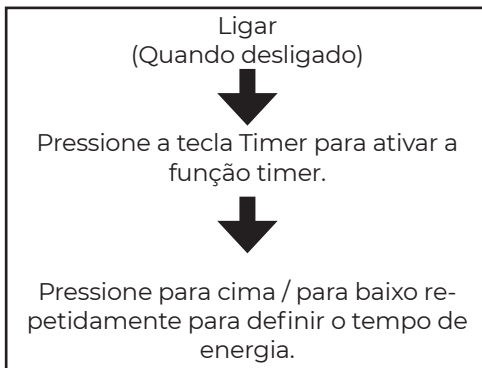 Ligar
(Quando desligado)
Pressione a tecla Timer para ativar a
função timer.
Pressione para cima / para baixo re-
petidamente para definir o tempo de
energia.